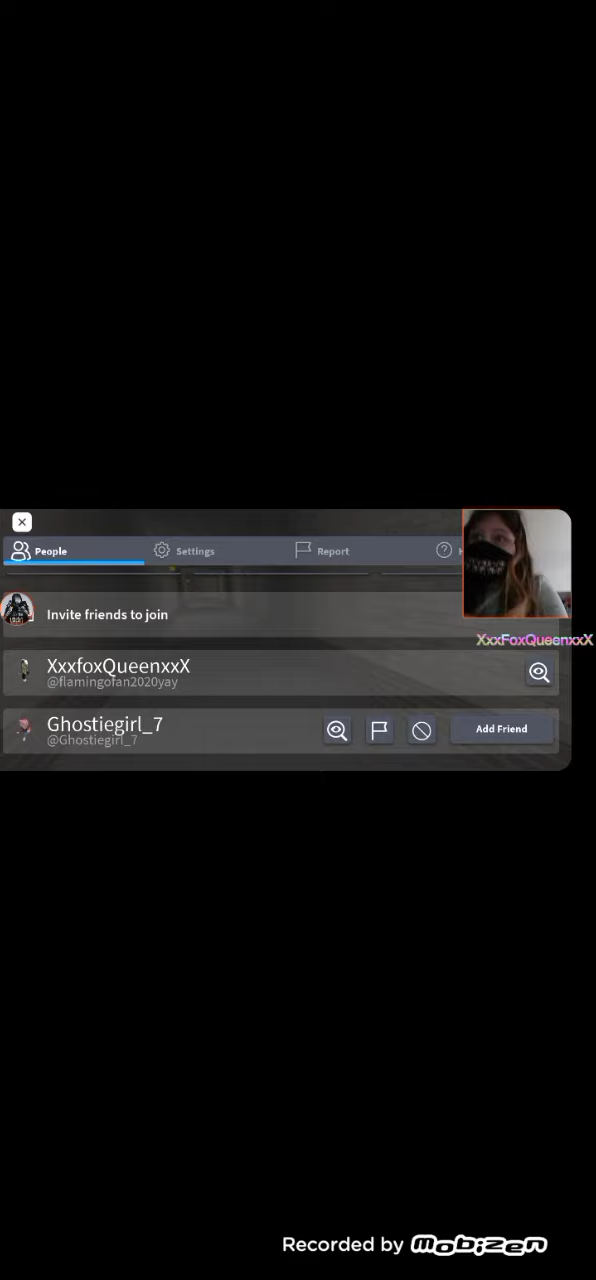 People
Settings
Report
Invite friends to join
XxxfoxQueenxxX
@flamingofan2020yay
XxxFoxQueenxxX
Ghostiegirl_7
@Ghostiegirl_7
Add Friend
Recorded by mobizen